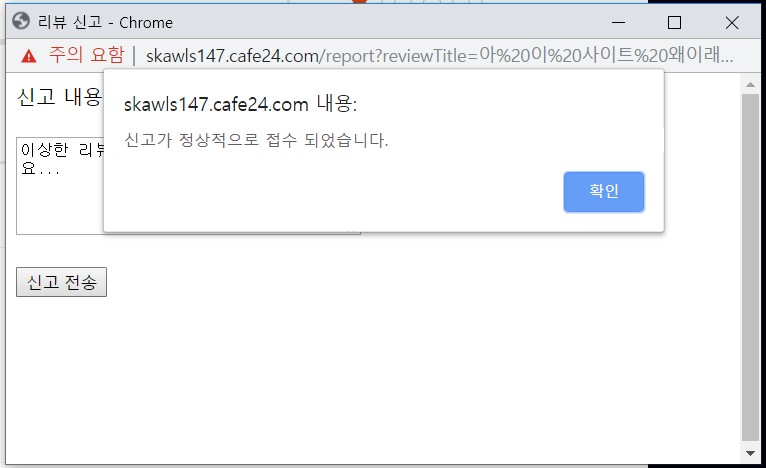 리뷰 신고 - Chrome
주의 요함 | skawls147.cafe24.com/report?reviewTitle=아%20이%20사이트%20왜이래...
신고 내용
skawls147.cafe24.com 내용:
신고가 정상적으로 접수 되었습니다.
확인
이상한 리뷰
요...
신고 전송